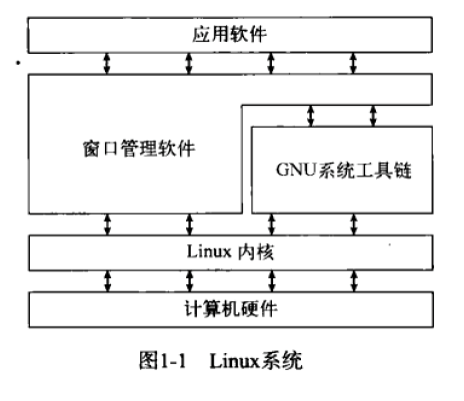 应用软件
窗口管理软件
GNU系统工具链
Linux 内核
计算机硬件
图1-1 Linux系统